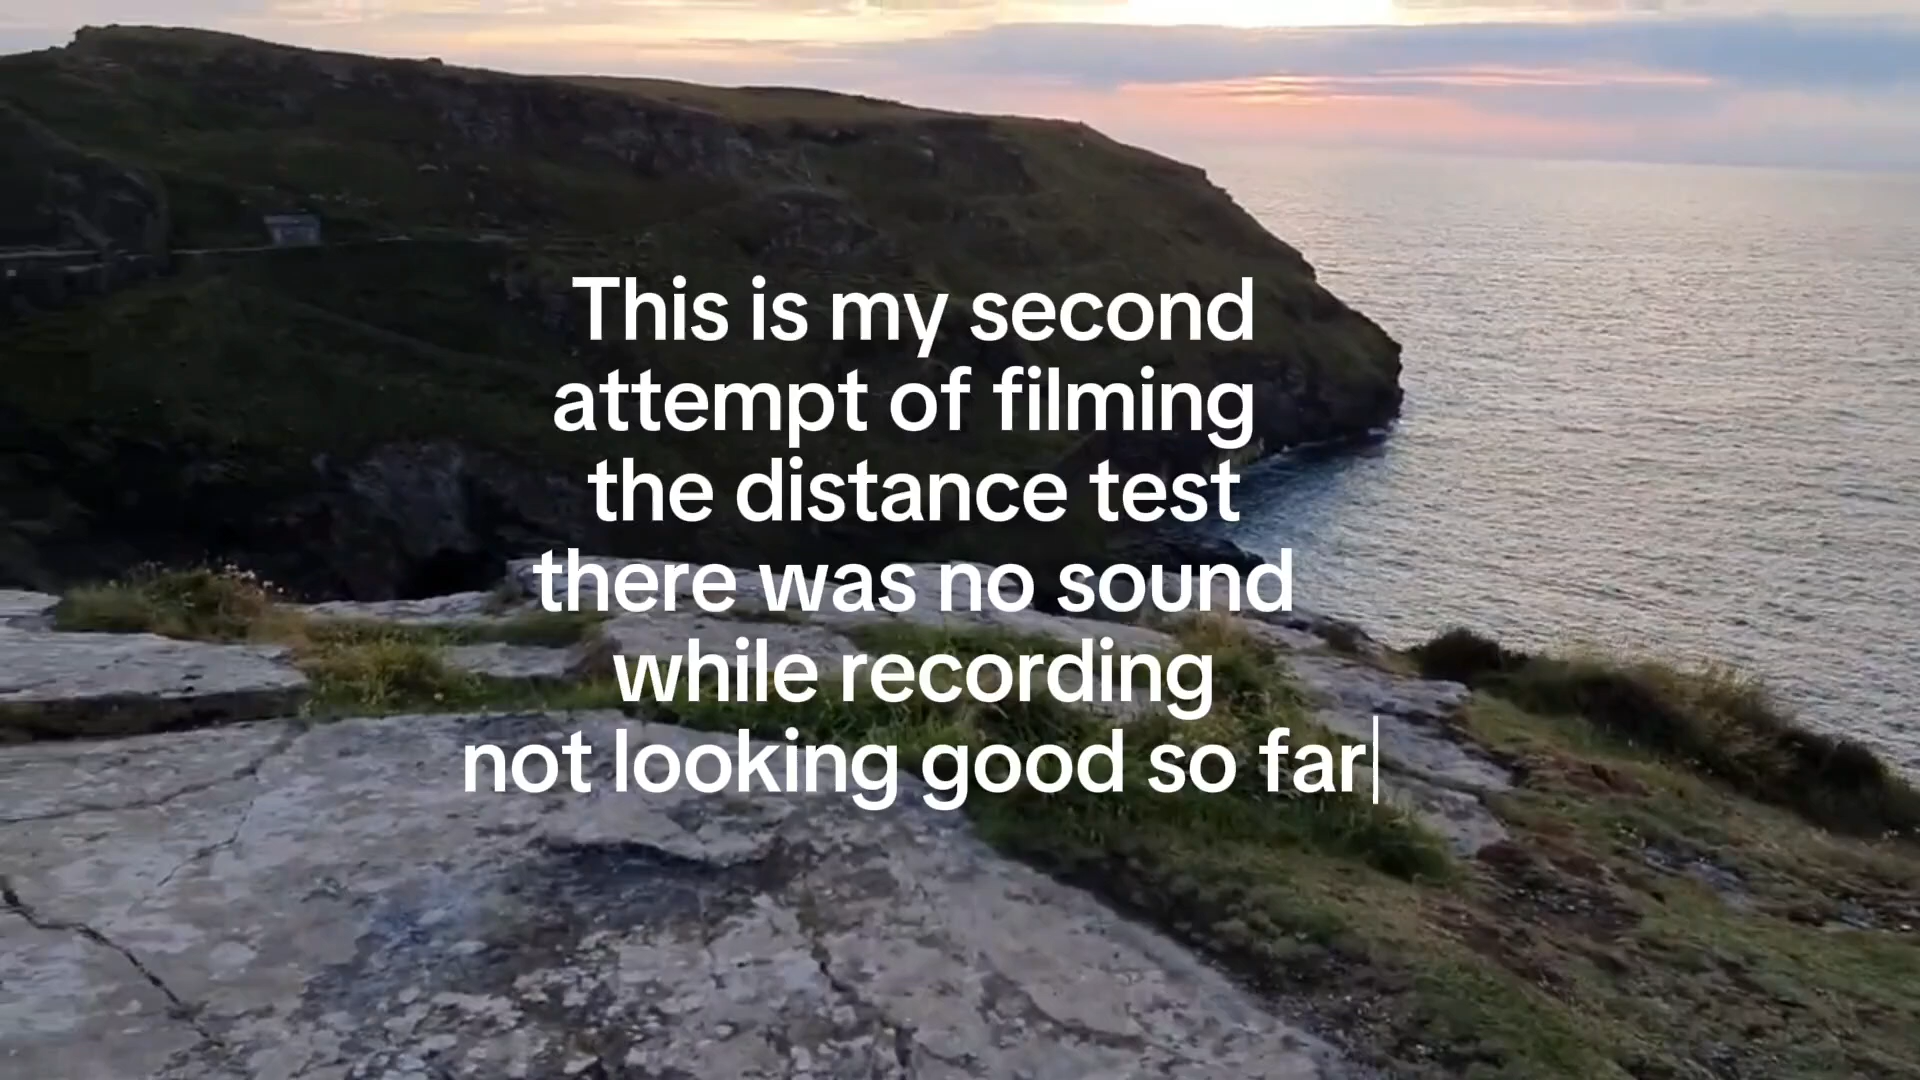 This is my second
attempt of filming
the distance test
there was no sound
while recording
not looking good so far